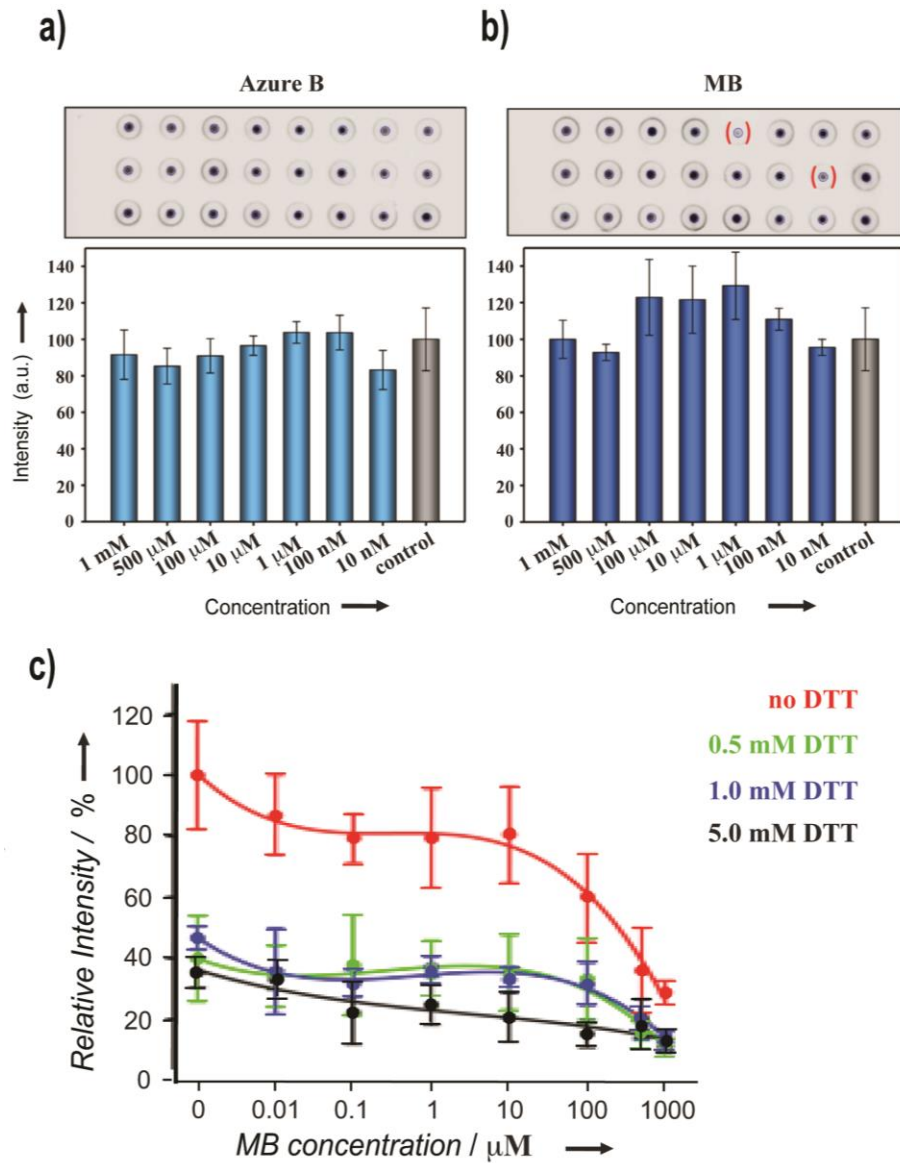 a)
Azure B
140
120
100
80
60
40
20
0
Intensity (a.u.)
1 mM
500 μM
100 μM
10 μM
1 μM
100 nM
10 nM
control
Concentration
b)
MB
( )
( )
140
120
100
80
60
40
20
0
1 mM
500 μM
100 μM
10 μM
1 μM
100 nM
10 nM
control
Concentration
c)
no DTT
0.5 mM DTT
1.0 mM DTT
5.0 mM DTT
120
100
80
60
40
20
0
Relative Intensity / %
0 0.01 0.1 1 10 100 1000
MB concentration / μM